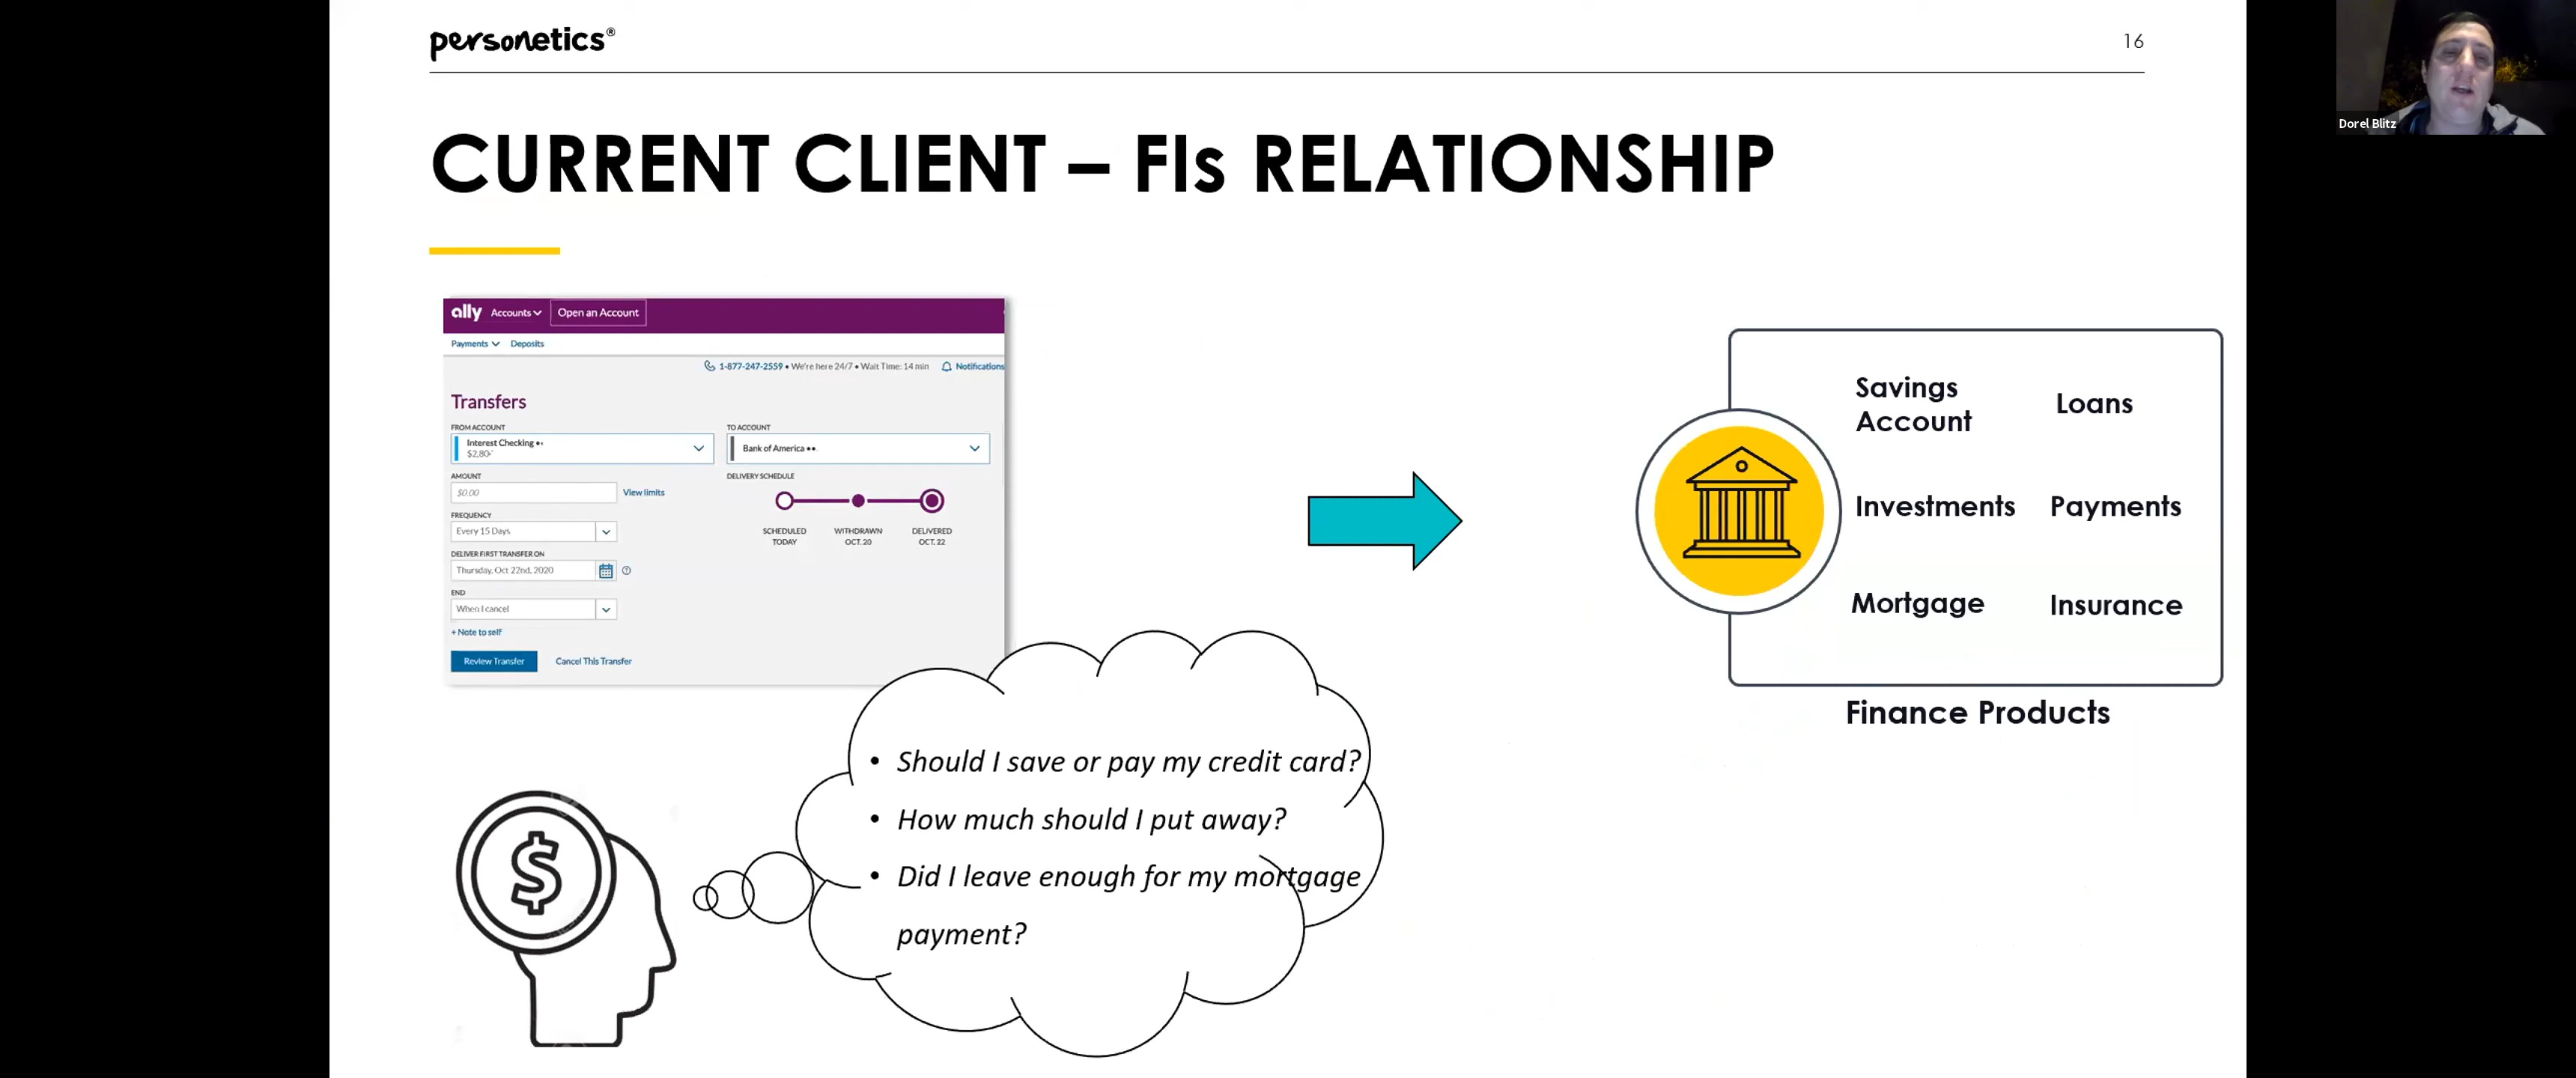 personetics®
16
Dorel Blitz
CURRENT CLIENT – FIs RELATIONSHIP
ally Accounts Open an Account
Payments Deposits
1-877-247-2559 • We're here 24/7 • Wait Time: 14 min Notifications
Transfers
FROM ACCOUNT
Interest Checking ••
$2,80
TO ACCOUNT
Bank of America ••
AMOUNT
$0.00
View limits
FREQUENCY
Every 15 Days
DELIVER FIRST TRANSFER ON
Thursday, Oct 22nd, 2020
END
When I cancel
+ Note to self
Review Transfer Cancel This Transfer
DELIVERY SCHEDULE
SCHEDULED
TODAY
WITHDRAWN
OCT. 20
DELIVERED
OCT. 22
• Should I save or pay my credit card?
• How much should I put away?
• Did I leave enough for my mortgage
payment?
$
Savings
Account
Loans
Investments
Payments
Mortgage
Insurance
Finance Products